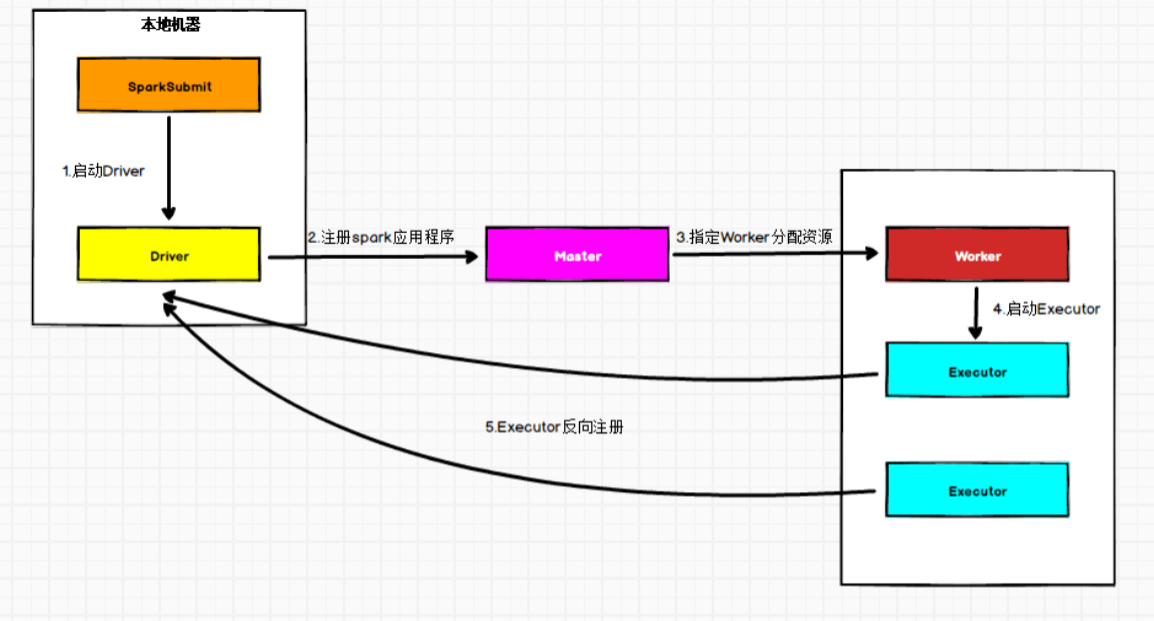 本地机器
SparkSubmit
1.启动Driver
Driver
2.注册spark应用程序
Master
3.指定Worker分配资源
Worker
4.启动Executor
Executor
5.Executor反向注册
Executor